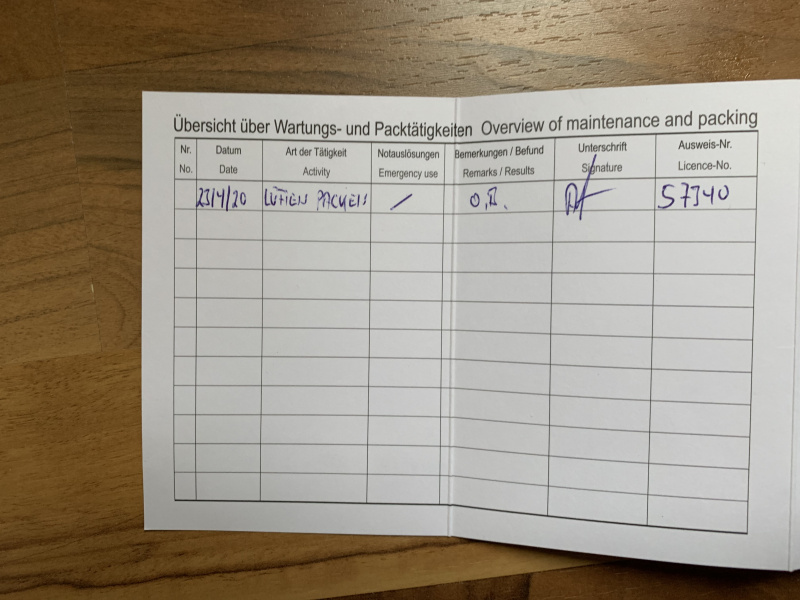 Übersicht über Wartungs- und Packtätigkeiten Overview of maintenance and packing
Nr. Datum Art der Tätigkeit Notauslösungen Bemerkungen / Befund Unterschrift Ausweis-Nr.
No. Date Activity Emergency use Remarks / Results Signature Licence-No.
23/4/20 LÜFTEN PACKEN / 57340